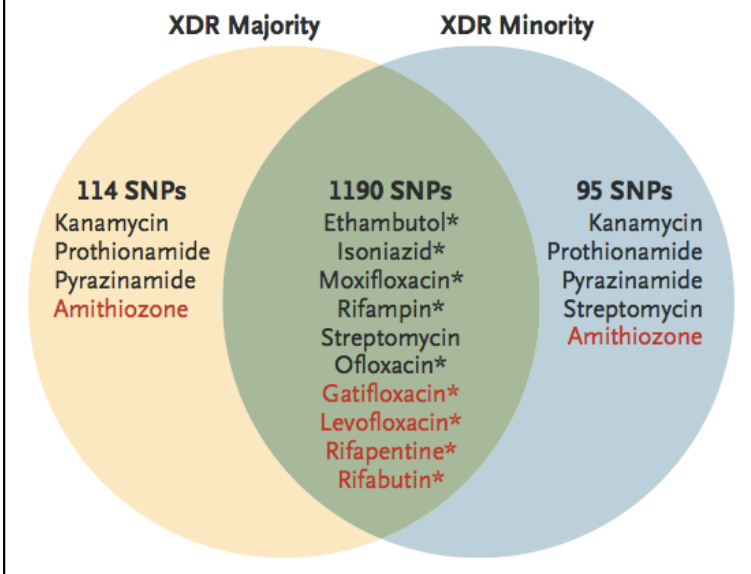 XDR Majority
XDR Minority
114 SNPs
Kanamycin
Prothionamide
Pyrazinamide
Amithiozone
1190 SNPs
Ethambutol*
Isoniazid*
Moxifloxacin*
Rifampin*
Streptomycin
Ofloxacin*
Gatifloxacin*
Levofloxacin*
Rifapentine*
Rifabutin*
95 SNPs
Kanamycin
Prothionamide
Pyrazinamide
Streptomycin
Amithiozone